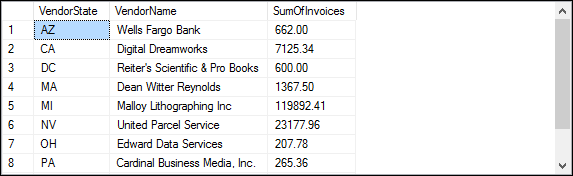 VendorState VendorName SumOfInvoices
1 AZ Wells Fargo Bank 662.00
2 CA Digital Dreamworks 7125.34
3 DC Reiter's Scientific & Pro Books 600.00
4 MA Dean Witter Reynolds 1367.50
5 MI Malloy Lithographing Inc 119892.41
6 NV United Parcel Service 23177.96
7 OH Edward Data Services 207.78
8 PA Cardinal Business Media, Inc. 265.36